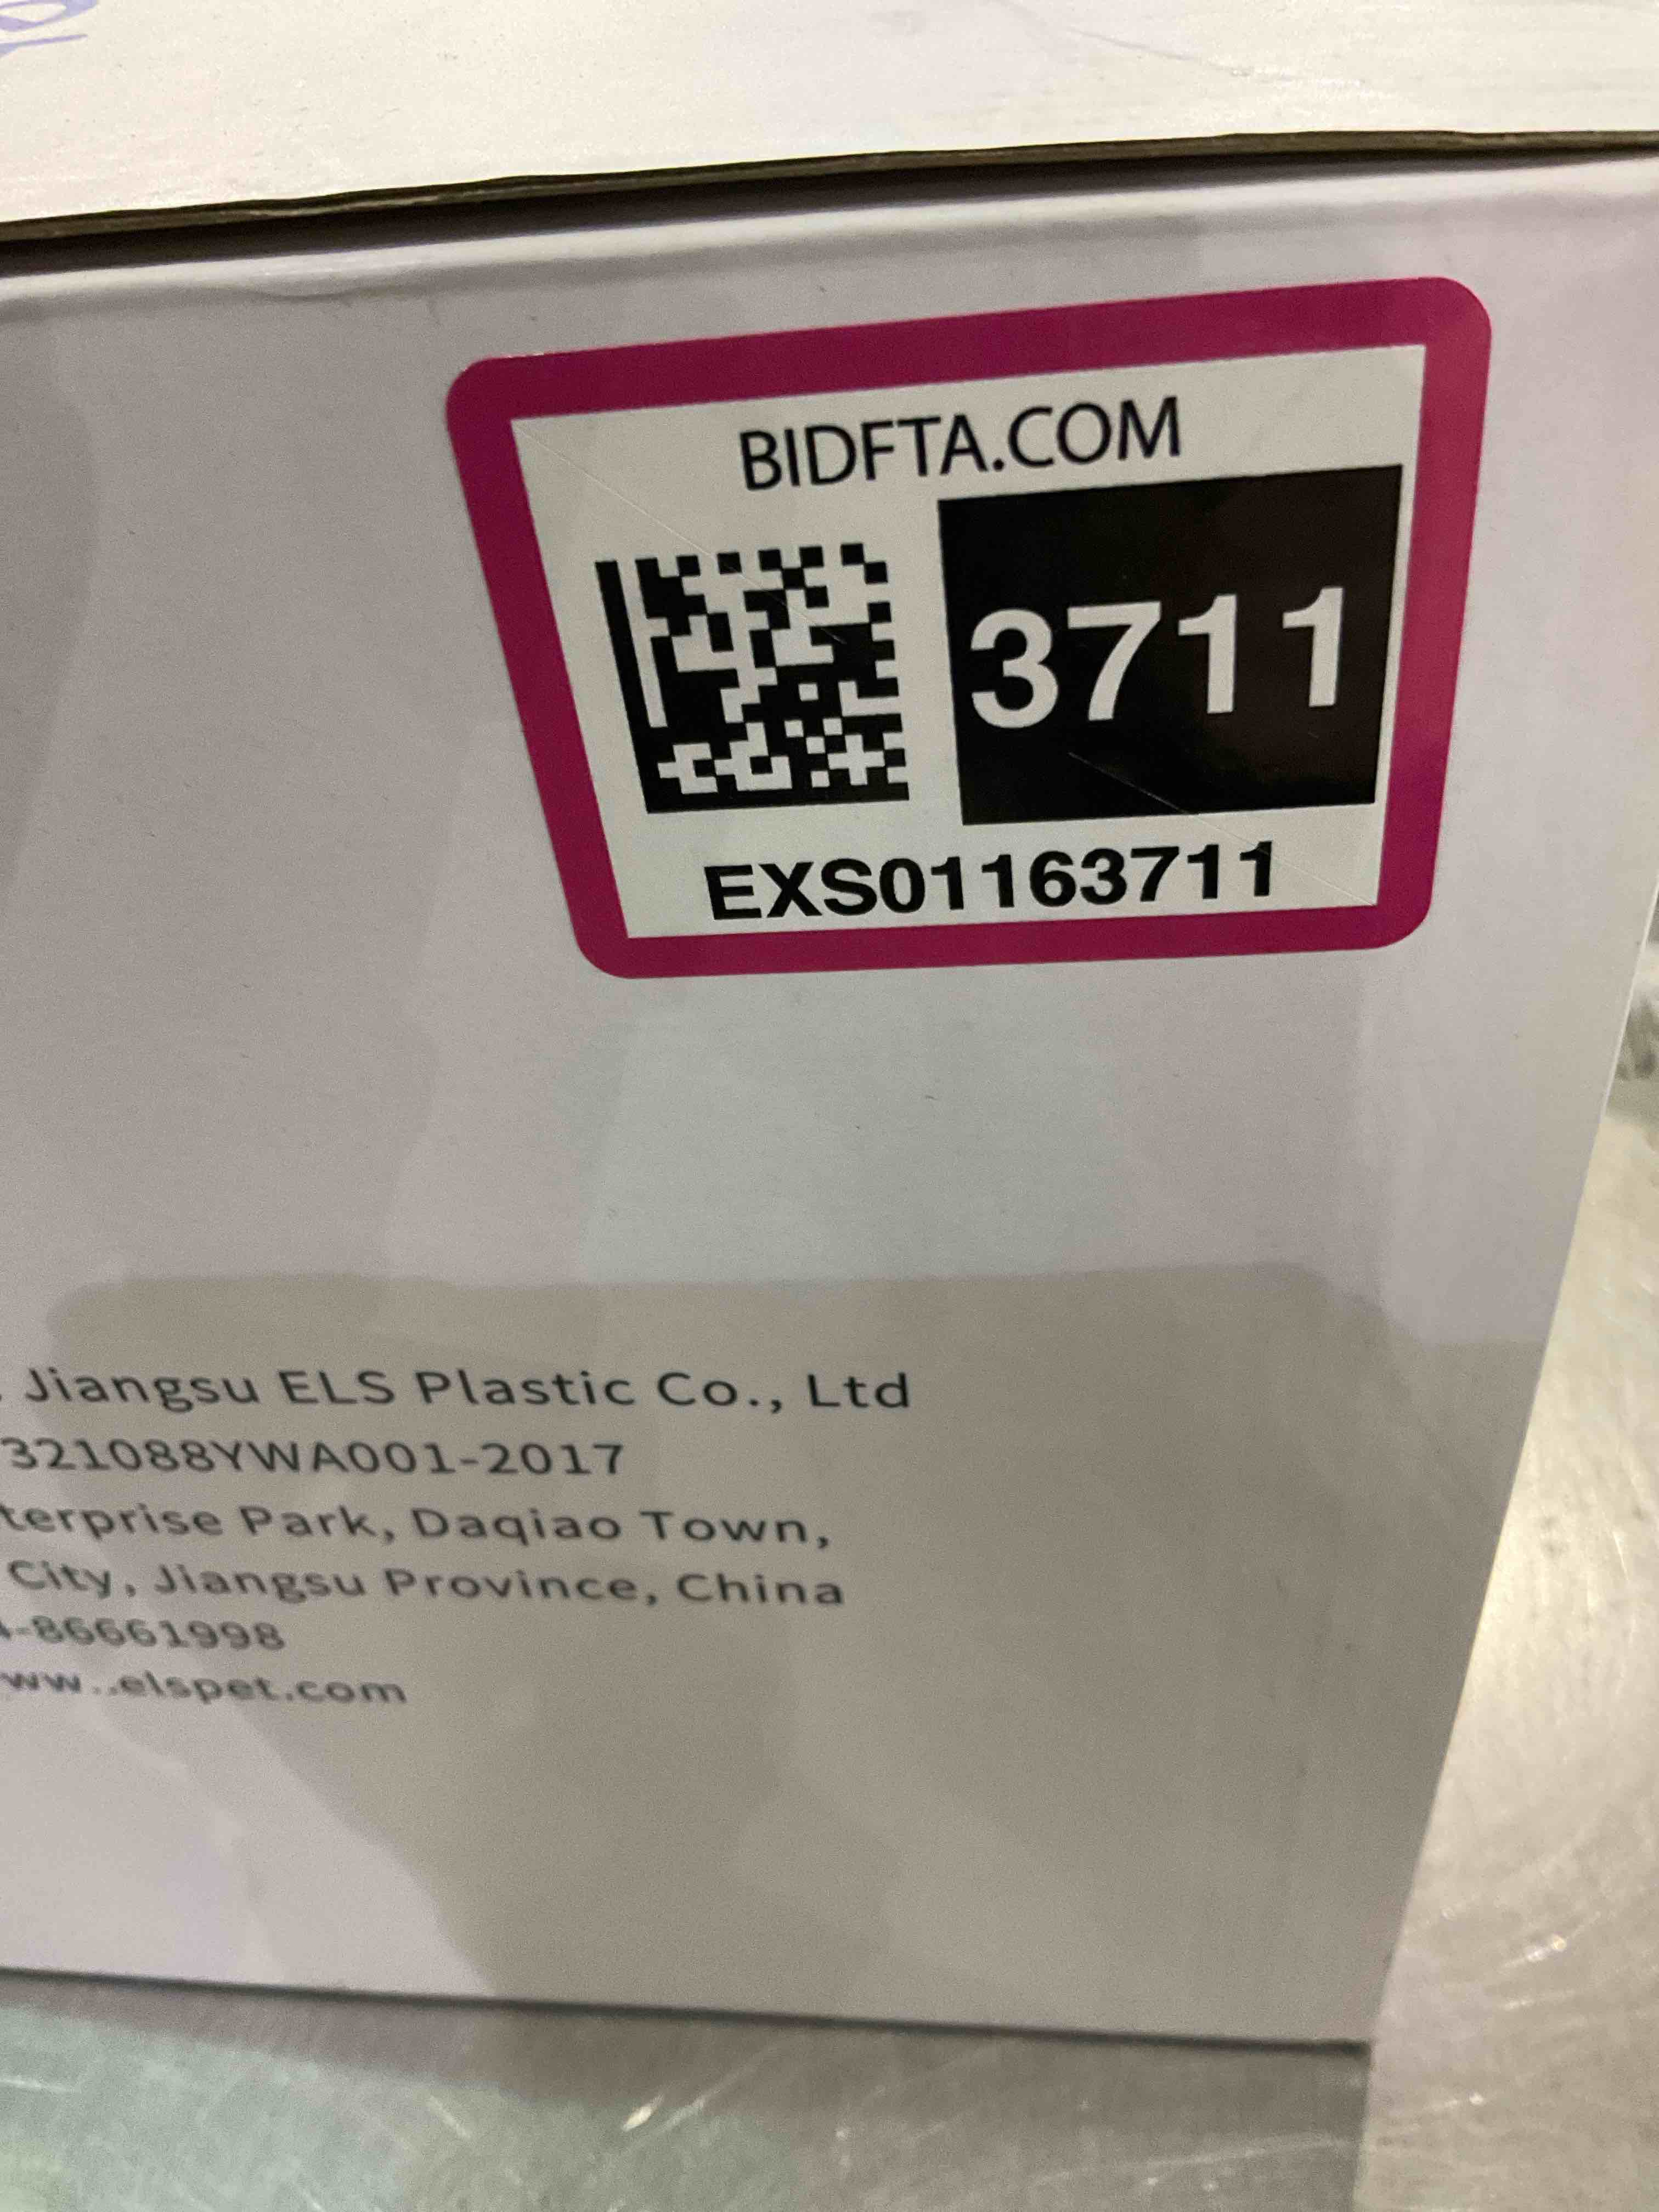 BIDFTA.COM
3711
EXS01163711
Jiangsu ELS Plastic Co., Ltd
321088YWA001-2017
terprise Park, Daqiao Town,
City, Jiangsu Province, China
-86661998
ww..elspet.com